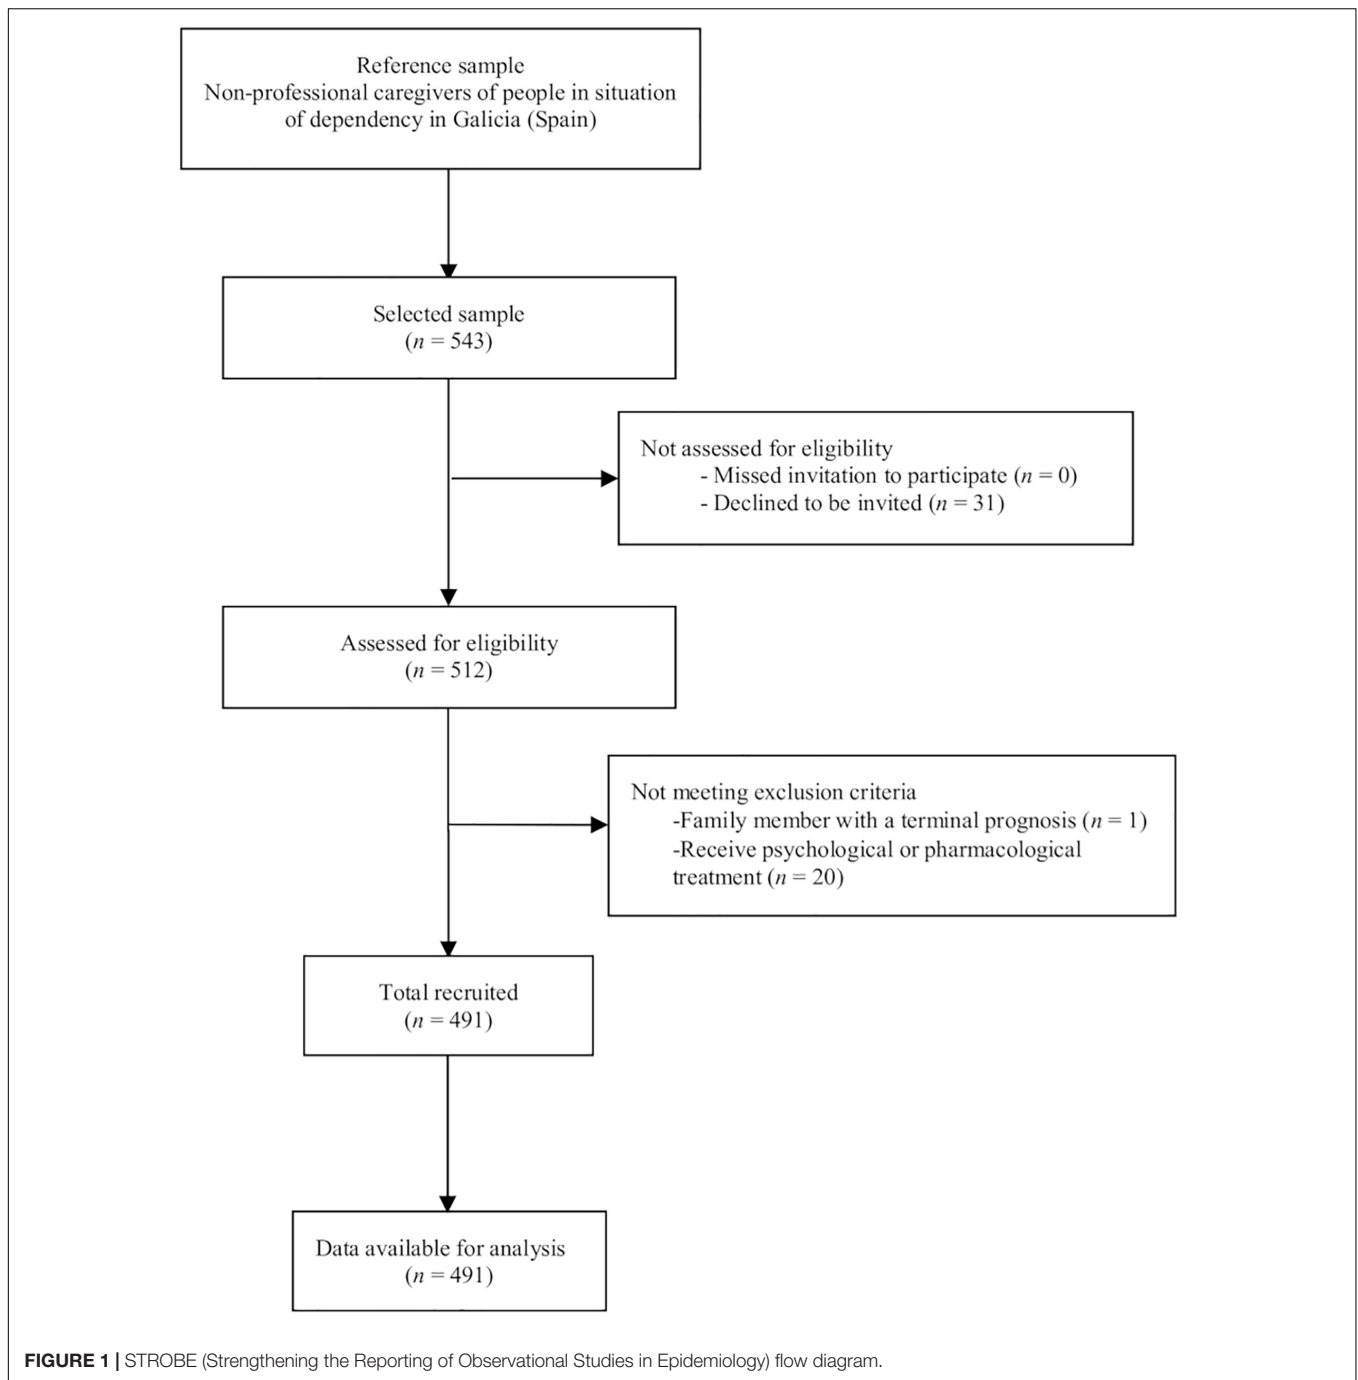 Reference sample
Non-professional caregivers of people in situation
of dependency in Galicia (Spain)
Selected sample
(n = 543)
Not assessed for eligibility
- Missed invitation to participate (n = 0)
- Declined to be invited (n = 31)
Assessed for eligibility
(n = 512)
Not meeting exclusion criteria
-Family member with a terminal prognosis (n = 1)
-Receive psychological or pharmacological
treatment (n = 20)
Total recruited
(n = 491)
Data available for analysis
(n = 491)
FIGURE 1 | STROBE (Strengthening the Reporting of Observational Studies in Epidemiology) flow diagram.